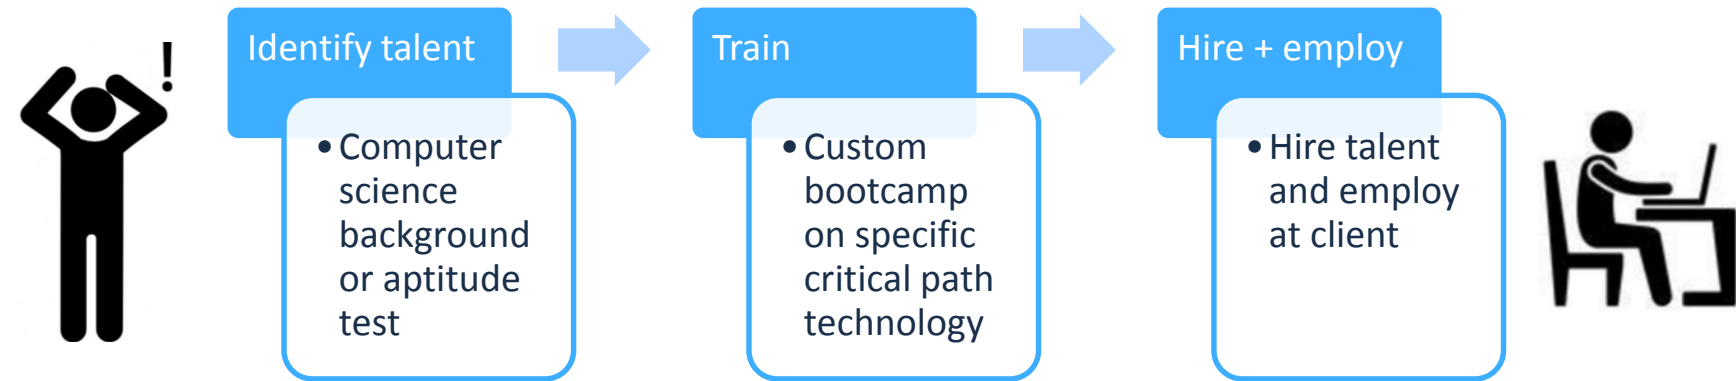 !
Identify talent
• Computer
science
background
or aptitude
test
Train
• Custom
bootcamp
on specific
critical path
technology
Hire + employ
• Hire talent
and employ
at client